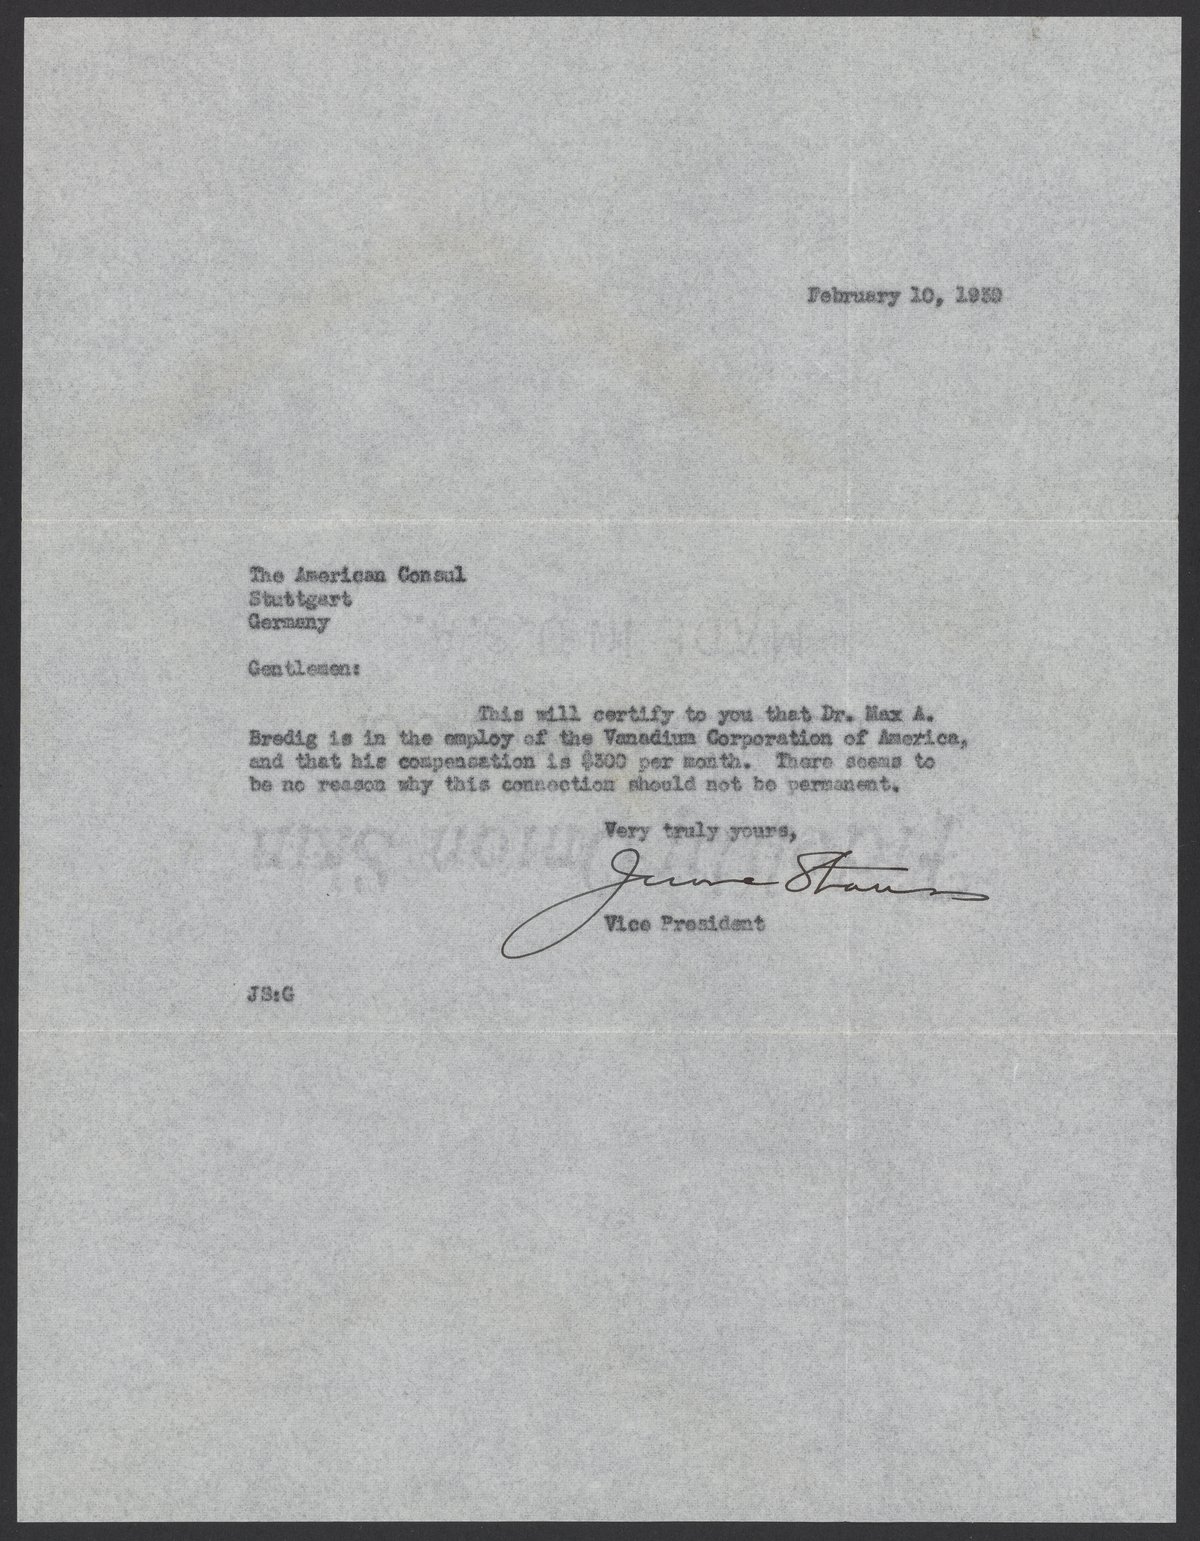 February 10, 1939
The American Consul
Stuttgart
Germany
Gentlemen:
This will certify to you that Dr. Max A.
Bredig is in the employ of the Vanadium Corporation of America,
and that his compensation is $300 per month. There seems to
be no reason why this connection should not be permanent.
Very truly yours,
Jerome Strauss
Vice President
JS:G